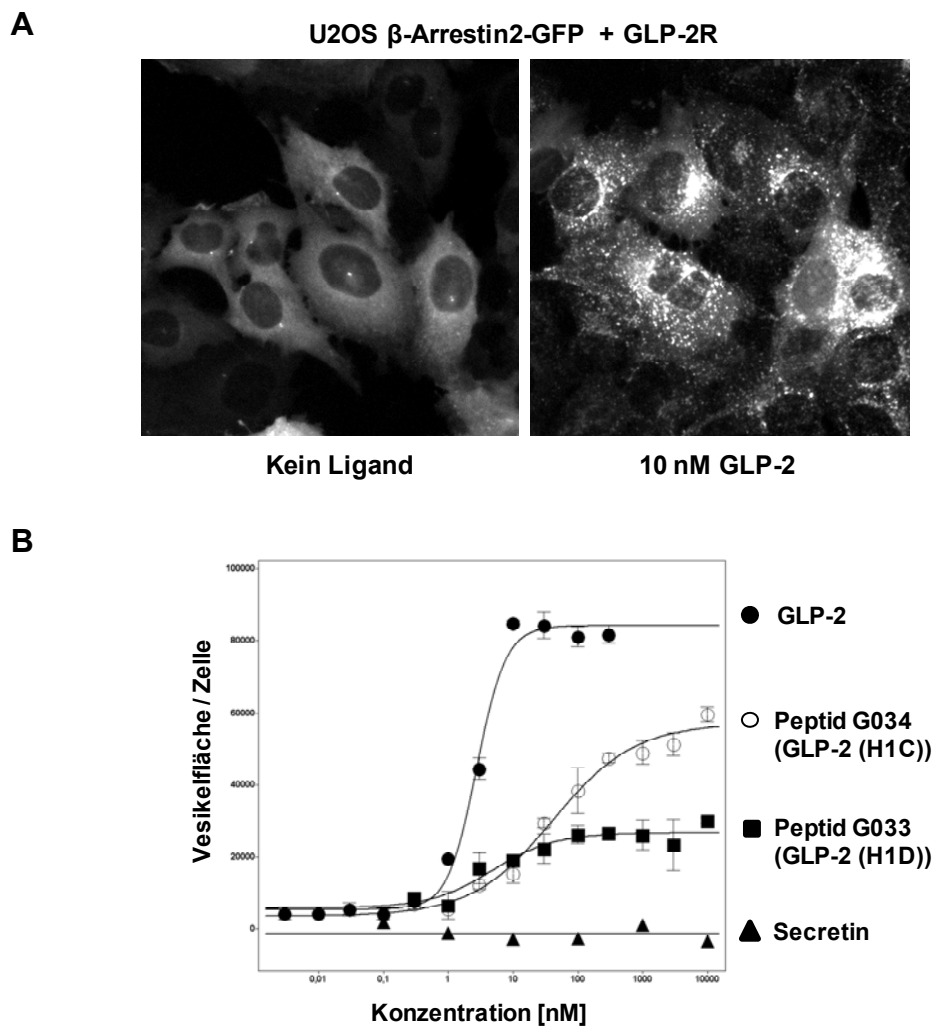 A
U2OS β-Arrestin2-GFP + GLP-2R
Kein Ligand
10 nM GLP-2
B
Vesikelfläche / Zelle
100000
80000
60000
40000
20000
0
0,01
0,1
1
10
100
1000
10000
Konzentration [nM]
GLP-2
Peptid G034
(GLP-2 (H1C))
Peptid G033
(GLP-2 (H1D))
Secretin